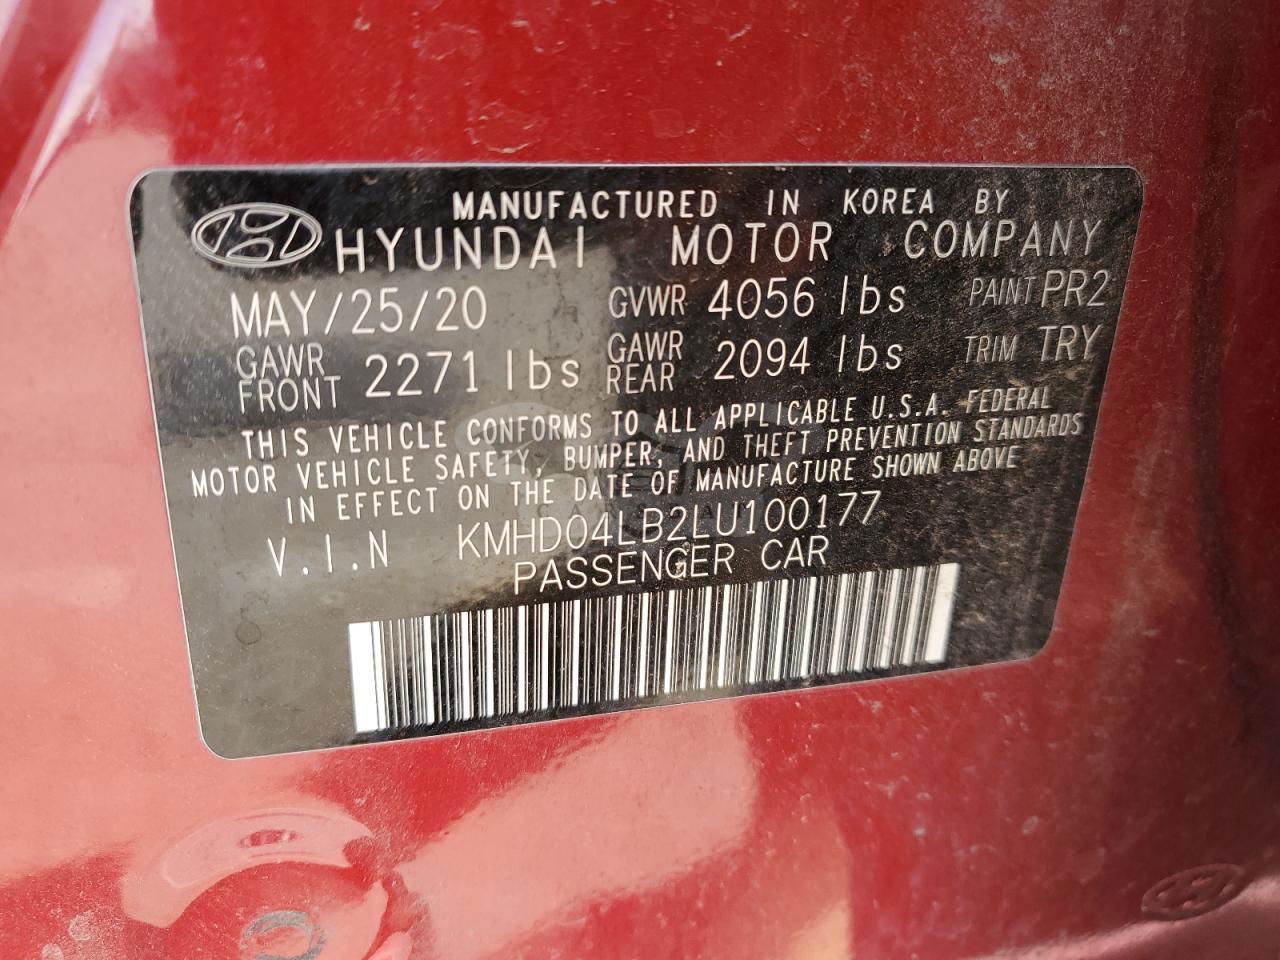 MANUFACTURED IN KOREA BY
HYUNDAI MOTOR COMPANY
MAY/25/20 GVWR 4056 lbs PAINT PR2
GAWR FRONT 2271 lbs GAWR REAR 2094 lbs TRIM TRY
THIS VEHICLE CONFORMS TO ALL APPLICABLE U.S.A. FEDERAL
MOTOR VEHICLE SAFETY, BUMPER, AND THEFT PREVENTION STANDARDS
IN EFFECT ON THE DATE OF MANUFACTURE SHOWN ABOVE
V.I.N KMHD04LB2LU100177
PASSENGER CAR